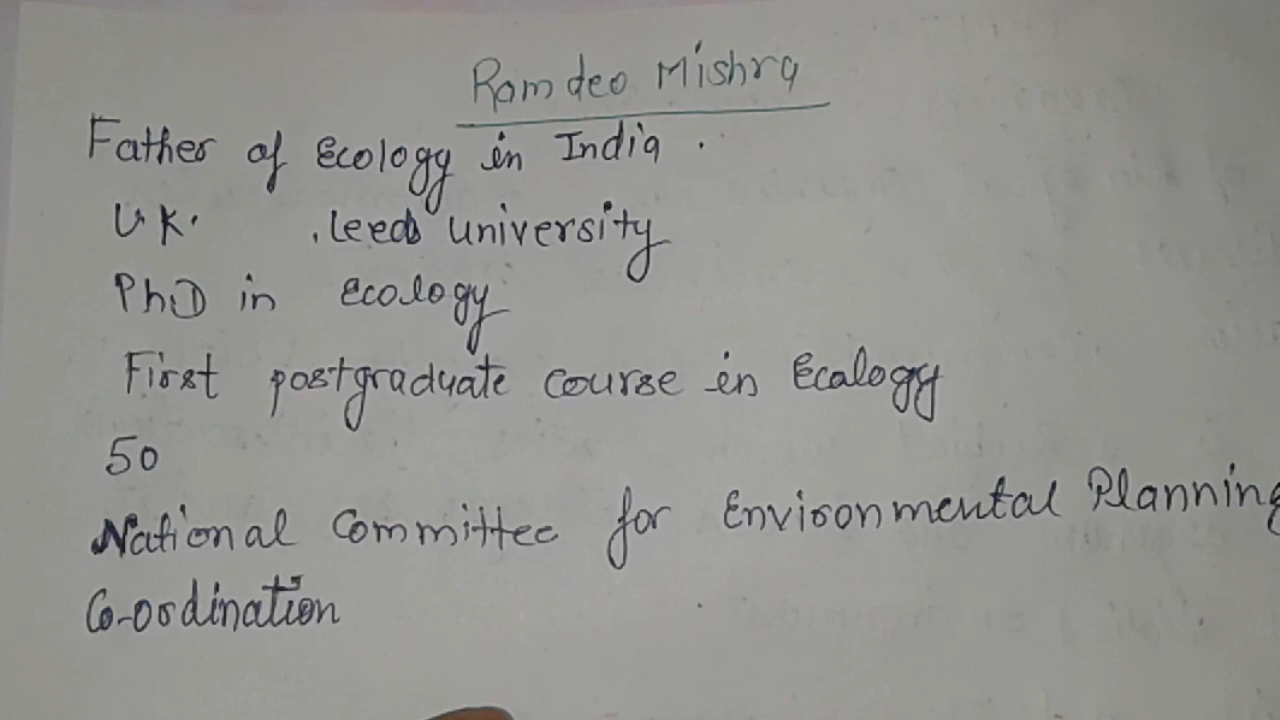 Ramdeo Mishra
Father of Ecology in India .
U.K. . Leeds university
PhD in ecology
First postgraduate course in Ecalogy
50
National Committee for Environmental Planning
Co-ordination